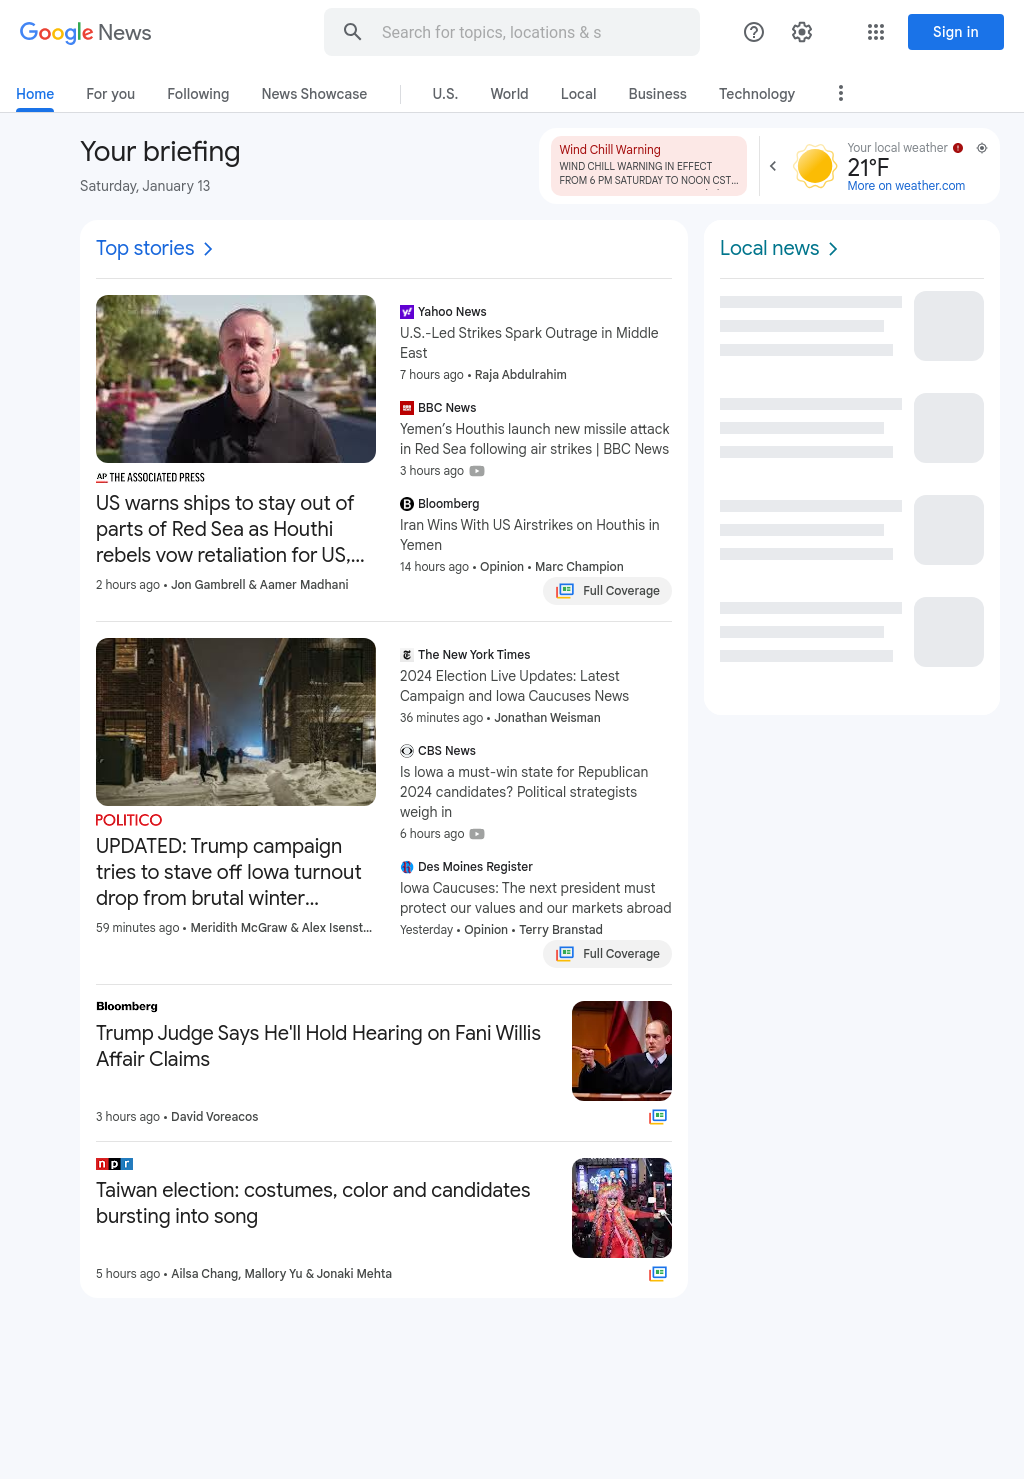 Google News
Search for topics, locations & s
Sign in
Home
For you
Following
News Showcase
U.S.
World
Local
Business
Technology
Your briefing
Saturday, January 13
Wind Chill Warning
WIND CHILL WARNING IN EFFECT
FROM 6 PM SATURDAY TO NOON CST...
Your local weather
21°F
More on weather.com
Top stories
AP THE ASSOCIATED PRESS
US warns ships to stay out of
parts of Red Sea as Houthi
rebels vow retaliation for US,...
2 hours ago • Jon Gambrell & Aamer Madhani
Yahoo News
U.S.-Led Strikes Spark Outrage in Middle
East
7 hours ago • Raja Abdulrahim
BBC News
Yemen’s Houthis launch new missile attack
in Red Sea following air strikes | BBC News
3 hours ago
Bloomberg
Iran Wins With US Airstrikes on Houthis in
Yemen
14 hours ago • Opinion • Marc Champion
Full Coverage
POLITICO
UPDATED: Trump campaign
tries to stave off Iowa turnout
drop from brutal winter...
59 minutes ago • Meridith McGraw & Alex Isenst...
The New York Times
2024 Election Live Updates: Latest
Campaign and Iowa Caucuses News
36 minutes ago • Jonathan Weisman
CBS News
Is Iowa a must-win state for Republican
2024 candidates? Political strategists
weigh in
6 hours ago
Des Moines Register
Iowa Caucuses: The next president must
protect our values and our markets abroad
Yesterday • Opinion • Terry Branstad
Full Coverage
Bloomberg
Trump Judge Says He'll Hold Hearing on Fani Willis
Affair Claims
3 hours ago • David Voreacos
npr
Taiwan election: costumes, color and candidates
bursting into song
5 hours ago • Ailsa Chang, Mallory Yu & Jonaki Mehta
Local news